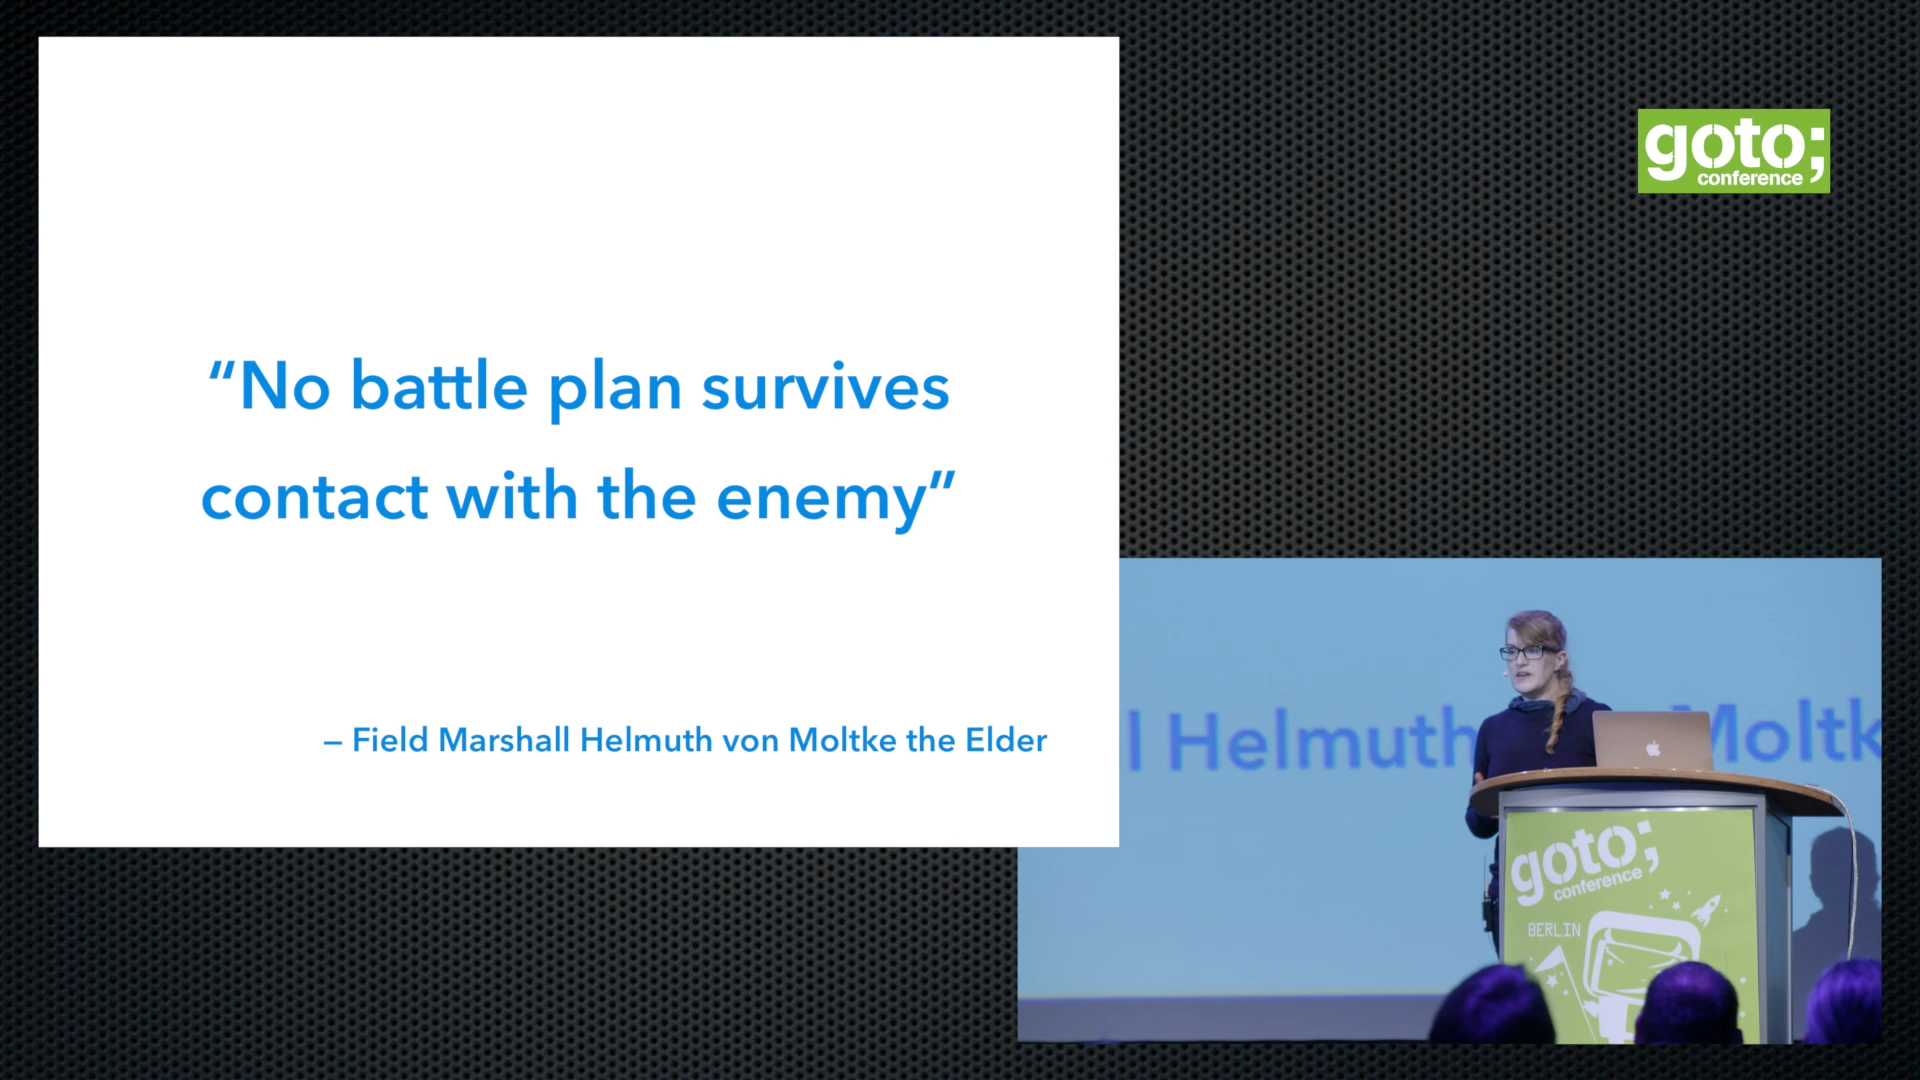 “No battle plan survives
contact with the enemy”
– Field Marshall Helmuth von Moltke the Elder
goto;
conference
l Helmuth Moltk
goto;
conference
BERLIN